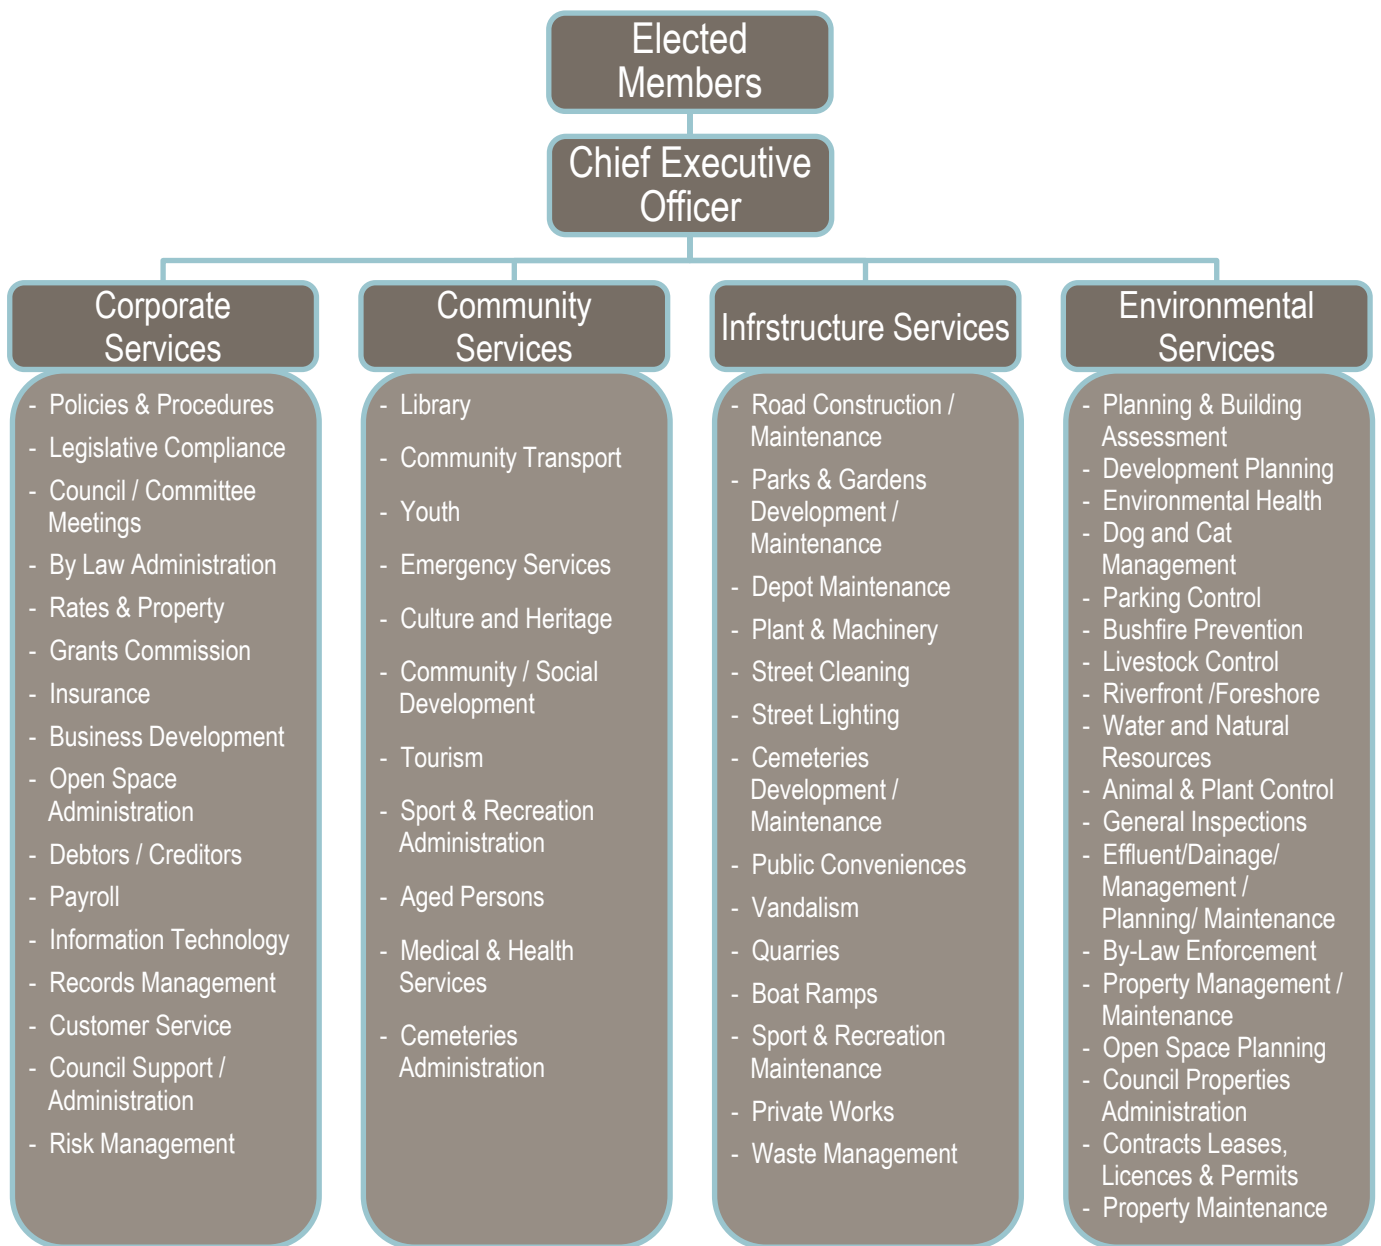 Elected
Members
Chief Executive
Officer
Corporate
Services
- Policies & Procedures
- Legislative Compliance
- Council / Committee
Meetings
- By Law Administration
- Rates & Property
- Grants Commission
- Insurance
- Business Development
- Open Space
Administration
- Debtors / Creditors
- Payroll
- Information Technology
- Records Management
- Customer Service
- Council Support /
Administration
- Risk Management
Community
Services
- Library
- Community Transport
- Youth
- Emergency Services
- Culture and Heritage
- Community / Social
Development
- Tourism
- Sport & Recreation
Administration
- Aged Persons
- Medical & Health
Services
- Cemeteries
Administration
Infrstructure Services
- Road Construction /
Maintenance
- Parks & Gardens
Development /
Maintenance
- Depot Maintenance
- Plant & Machinery
- Street Cleaning
- Street Lighting
- Cemeteries
Development /
Maintenance
- Public Conveniences
- Vandalism
- Quarries
- Boat Ramps
- Sport & Recreation
Maintenance
- Private Works
- Waste Management
Environmental
Services
- Planning & Building
Assessment
- Development Planning
- Environmental Health
- Dog and Cat
Management
- Parking Control
- Bushfire Prevention
- Livestock Control
- Riverfront /Foreshore
- Water and Natural
Resources
- Animal & Plant Control
- General Inspections
- Effluent/Dainage/
Management /
Planning/ Maintenance
- By-Law Enforcement
- Property Management /
Maintenance
- Open Space Planning
- Council Properties
Administration
- Contracts Leases,
Licences & Permits
- Property Maintenance